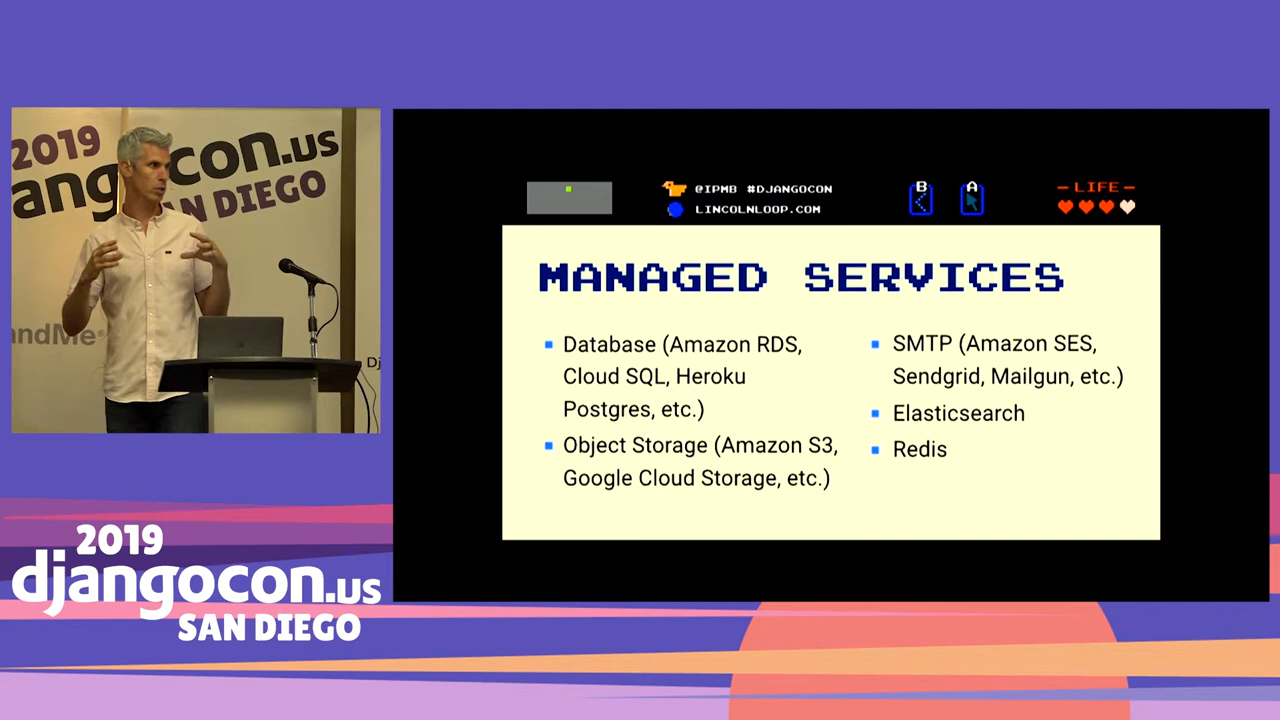 2019
djangocon.us
SAN DIEGO
andMe
Dj
@IPMB #DJANGOCON
LINCOLNLOOP.COM
B
A
-LIFE-
MANAGED SERVICES
Database (Amazon RDS,
Cloud SQL, Heroku
Postgres, etc.)
Object Storage (Amazon S3,
Google Cloud Storage, etc.)
SMTP (Amazon SES,
Sendgrid, Mailgun, etc.)
Elasticsearch
Redis
2019
djangocon.us
SAN DIEGO